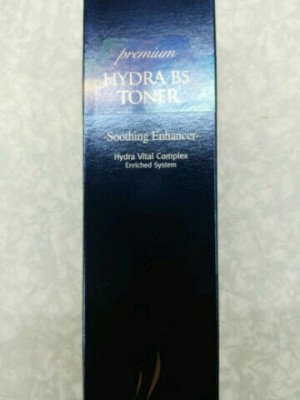 premium
HYDRA B5
TONER
-Soothing Enhancer-
Hydra Vital Complex
Enriched System